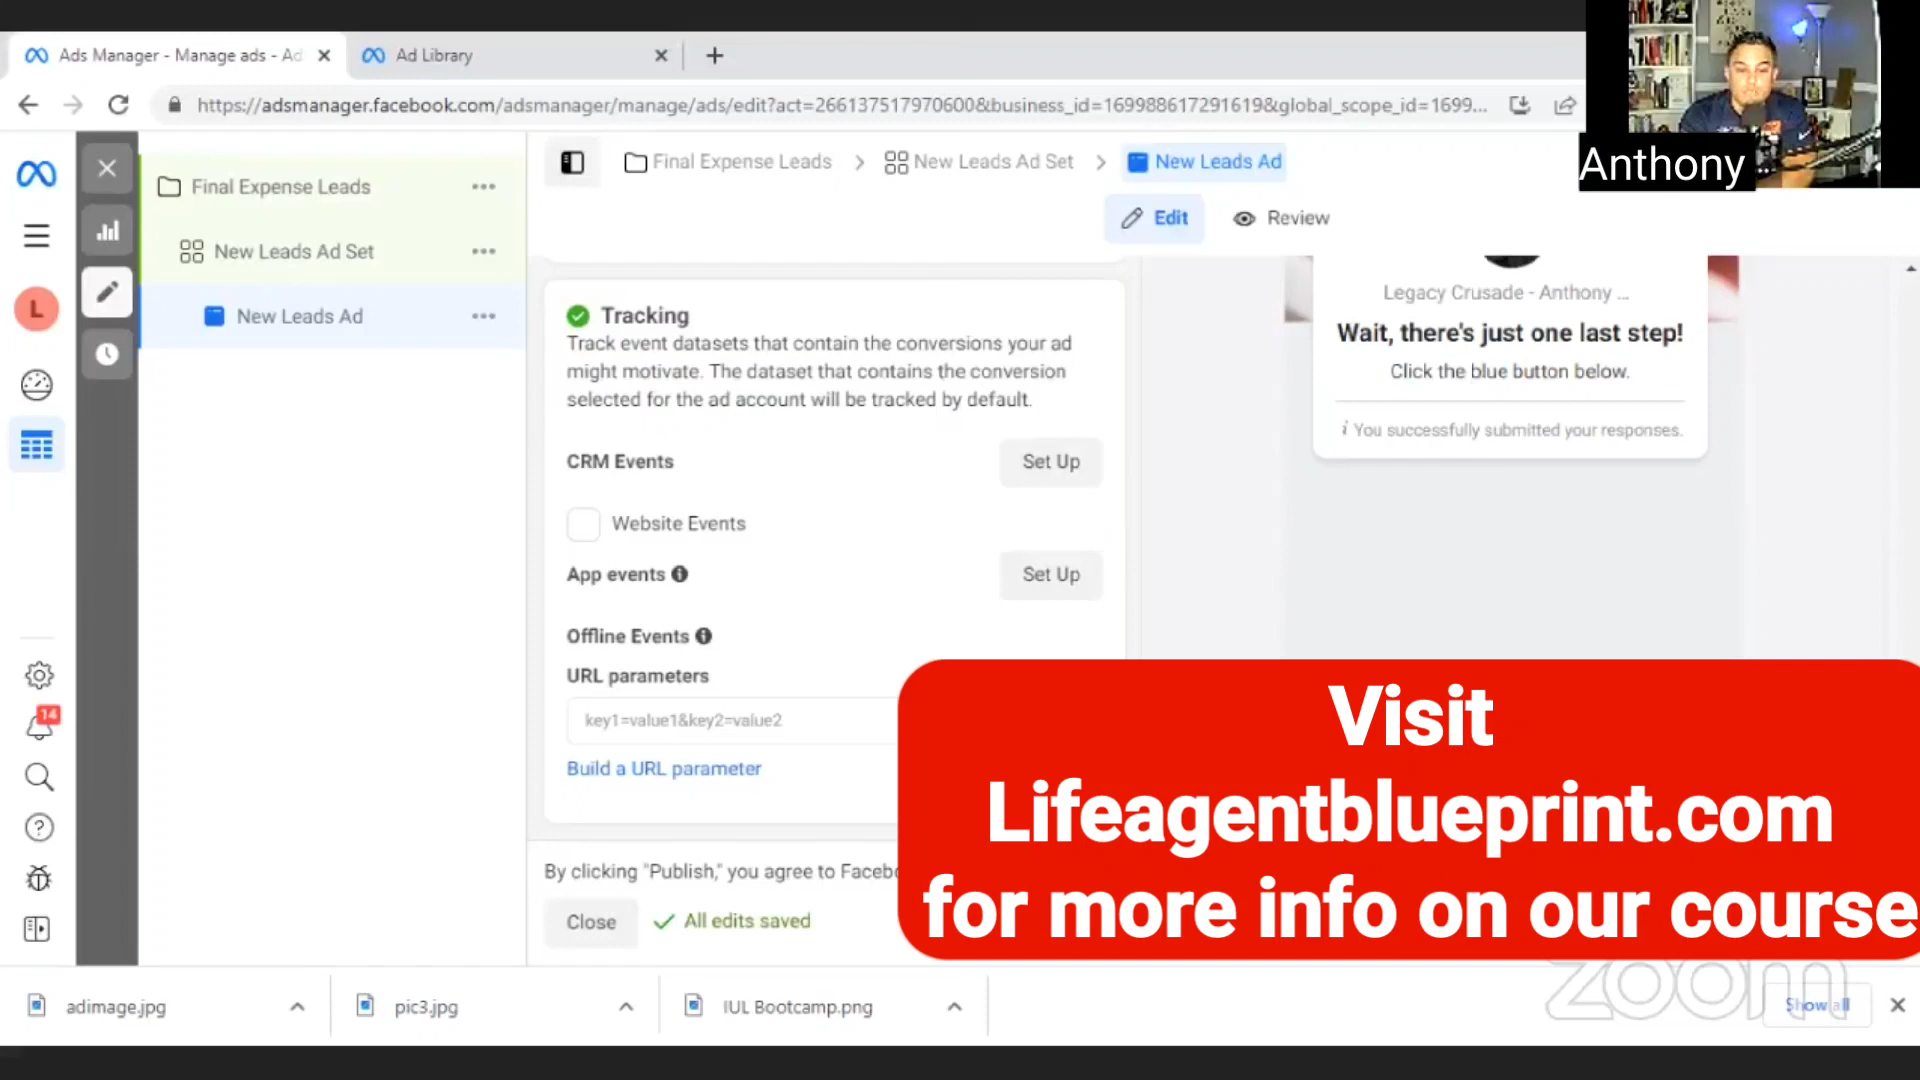 Ads Manager - Manage ads - Ad
Ad Library
https://adsmanager.facebook.com/adsmanager/manage/ads/edit?act=266137517970600&business_id=169988617291619&global_scope_id=1699...
Anthony
Final Expense Leads
New Leads Ad Set
New Leads Ad
L
14
Final Expense Leads > New Leads Ad Set > New Leads Ad
Edit
Review
Tracking
Track event datasets that contain the conversions your ad
might motivate. The dataset that contains the conversion
selected for the ad account will be tracked by default.
CRM Events
Set Up
Website Events
App events
Set Up
Offline Events
URL parameters
key1=value1&key2=value2
Build a URL parameter
By clicking "Publish," you agree to Facebo
Close
All edits saved
Legacy Crusade - Anthony ...
Wait, there's just one last step!
Click the blue button below.
You successfully submitted your responses.
Visit
Lifeagentblueprint.com
for more info on our course
zoom
adimage.jpg
pic3.jpg
IUL Bootcamp.png
Show all